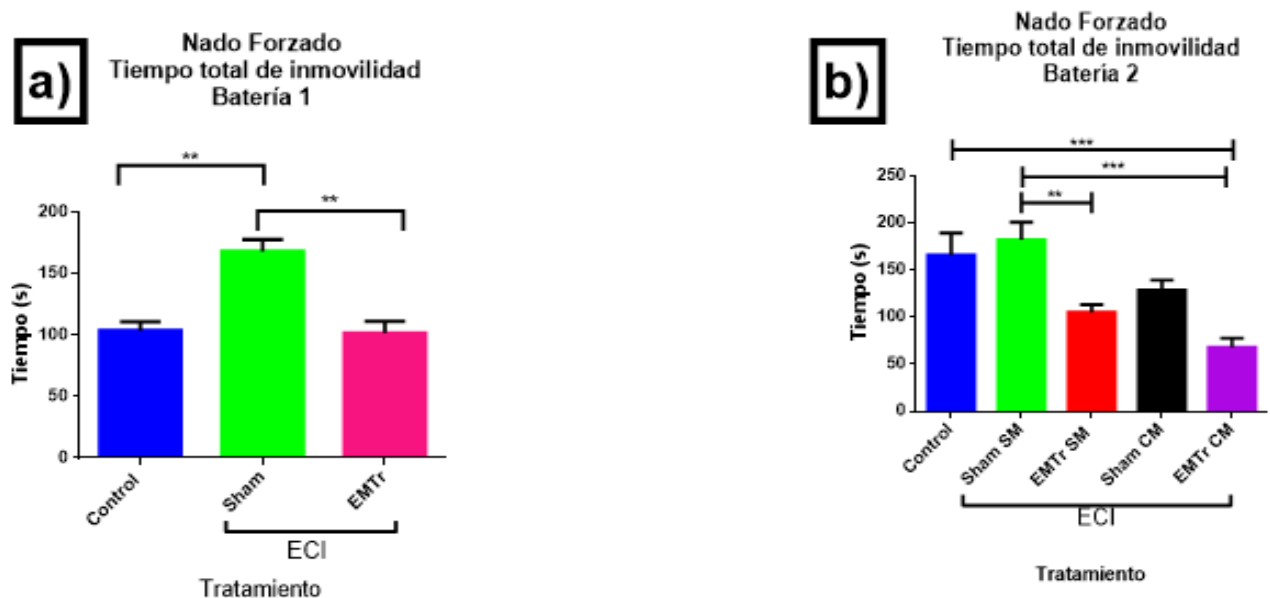 a)
Nado Forzado
Tiempo total de inmovilidad
Batería 1
**
**
Tiempo (s)
200
150
100
50
0
Control
Sham
EMTr
ECI
Tratamiento
b)
Nado Forzado
Tiempo total de inmovilidad
Batería 2
***
***
**
Tiempo (s)
250
200
150
100
50
0
Control
Sham SM
EMTr SM
Sham CM
EMTr CM
ECI
Tratamiento